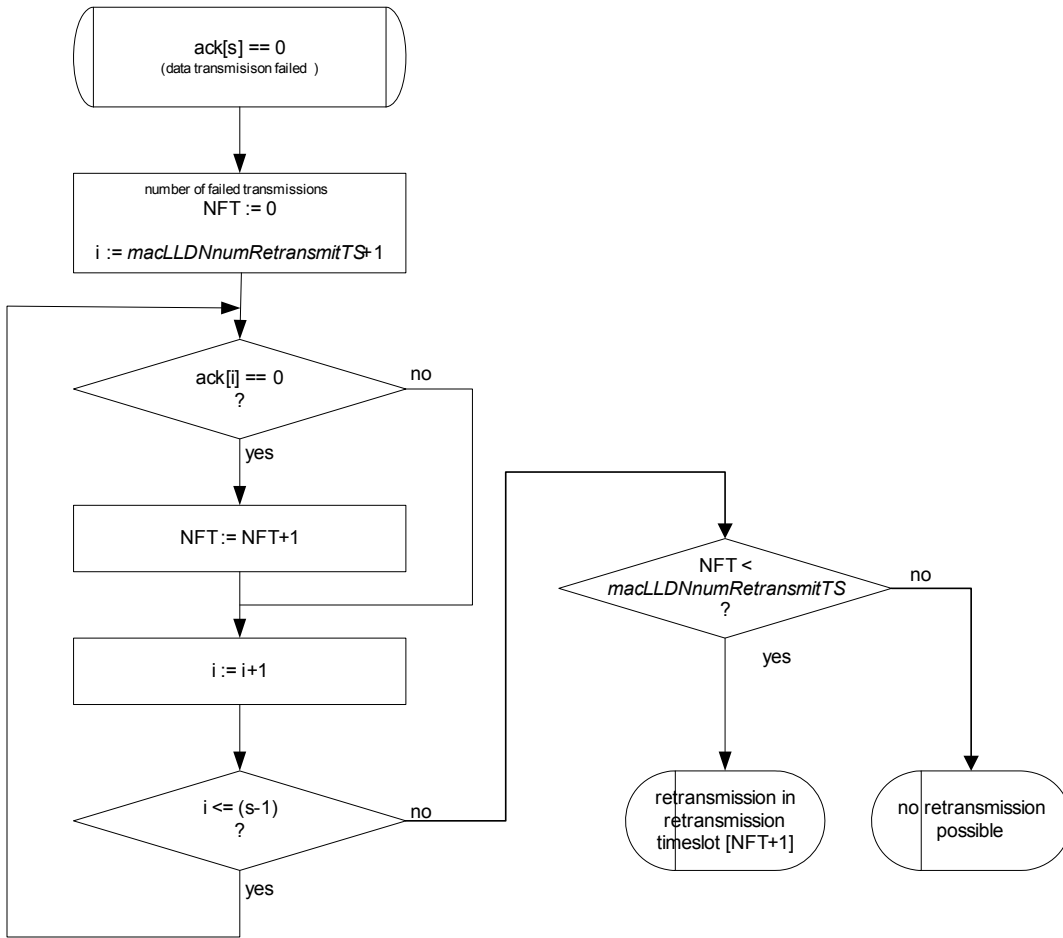 ack[s] == 0
(data transmisison failed )
number of failed transmissions
NFT := 0
i := macLLDNnumRetransmitTS+1
ack[i] == 0
?
no
yes
NFT := NFT+1
i := i+1
i <= (s-1)
?
no
yes
NFT <
macLLDNnumRetransmitTS
?
no
yes
retransmission in
retransmission
timeslot [NFT+1]
no retransmission
possible